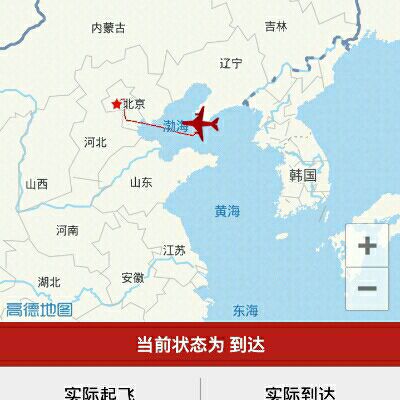 内蒙古
吉林
辽宁
北京
渤海
河北
韩国
山西
山东
黄海
河南
江苏
安徽
湖北
高德地图
东海
+
−
当前状态为 到达
实际起飞
实际到达